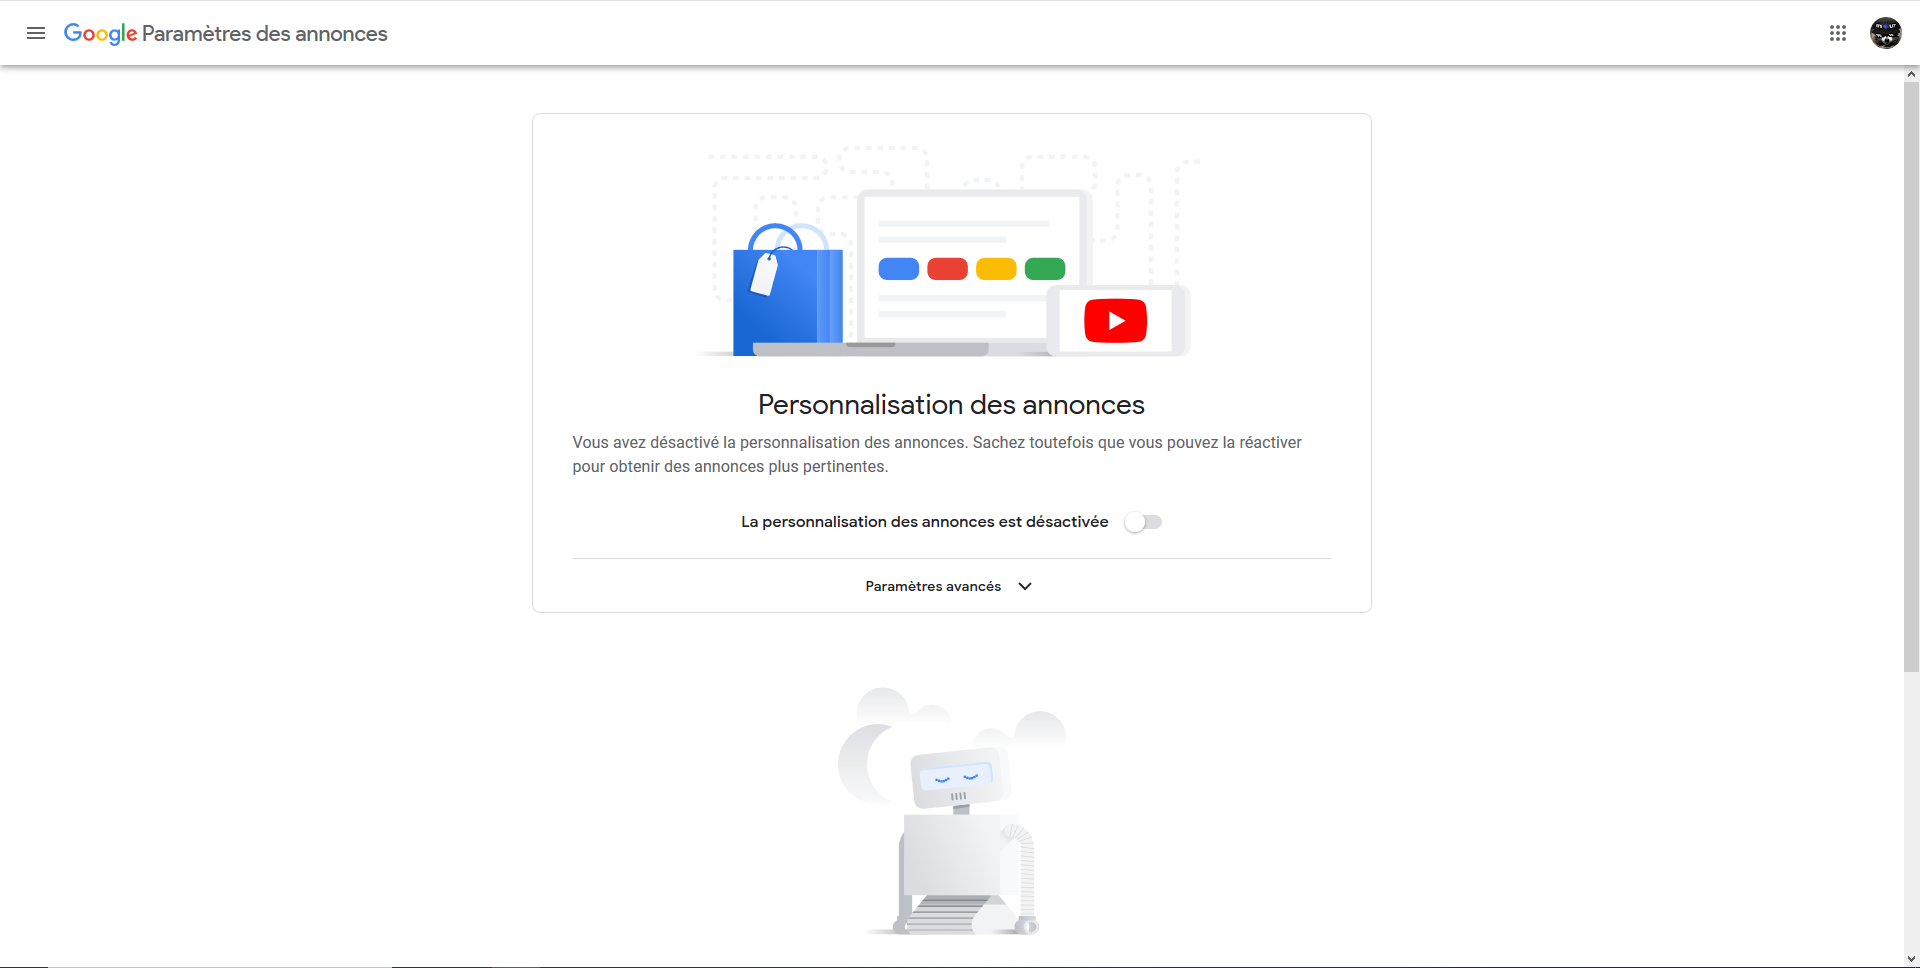 Google Paramètres des annonces
Personnalisation des annonces
Vous avez désactivé la personnalisation des annonces. Sachez toutefois que vous pouvez la réactiver
pour obtenir des annonces plus pertinentes.
La personnalisation des annonces est désactivée
Paramètres avancés